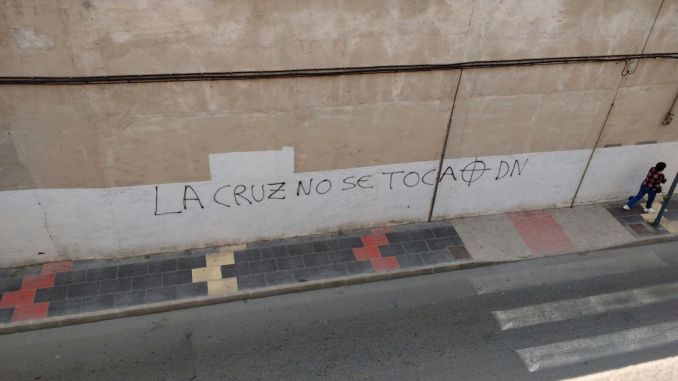 LA CRUZ NO SE TOCA DN